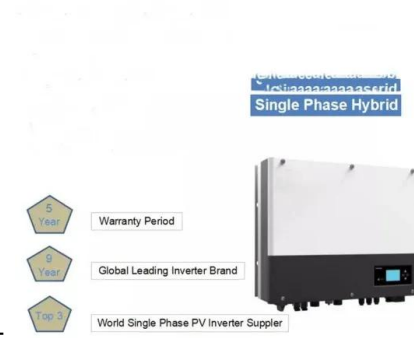 Single Phase Hybrid
5
Year
Warranty Period
9
Year
Global Leading Inverter Brand
Top 3
World Single Phase PV Inverter Suppler